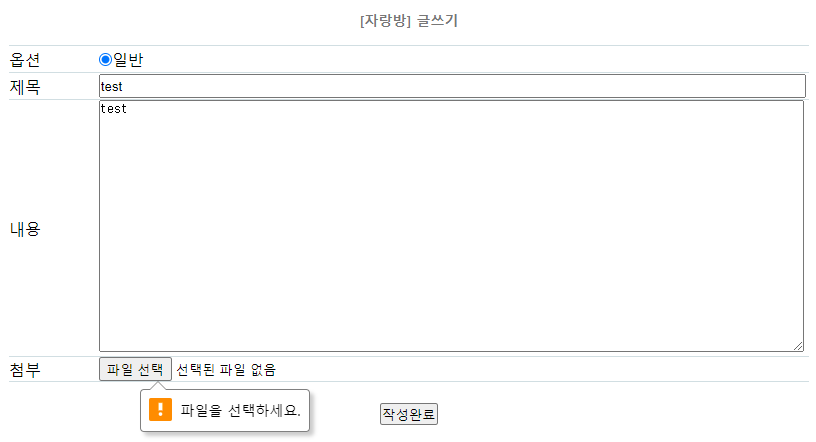 [자랑방] 글쓰기
옵션 일반
제목 test
test
내용
첨부 파일 선택 선택된 파일 없음
! 파일을 선택하세요.
작성완료